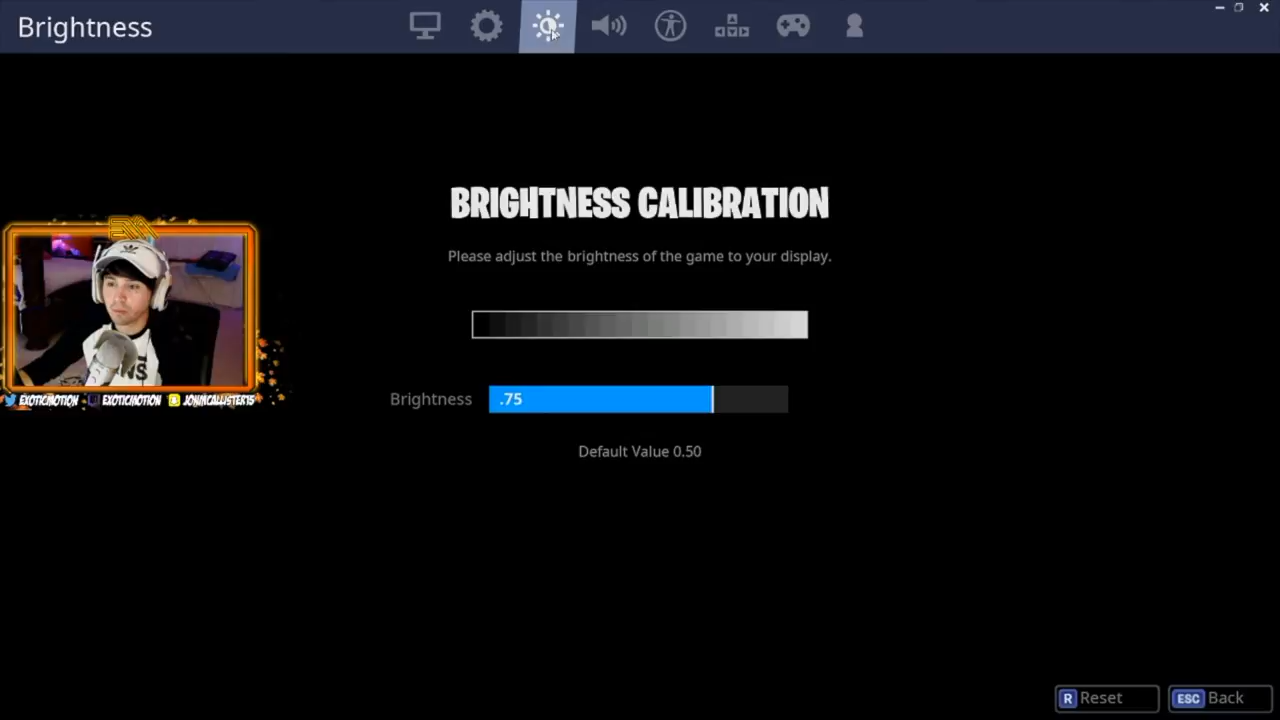 Brightness
BRIGHTNESS CALIBRATION
Please adjust the brightness of the game to your display.
Brightness .75
Default Value 0.50
EXOTICMOTION EXOTICMOTION JOHMCALLISTER15
R Reset ESC Back